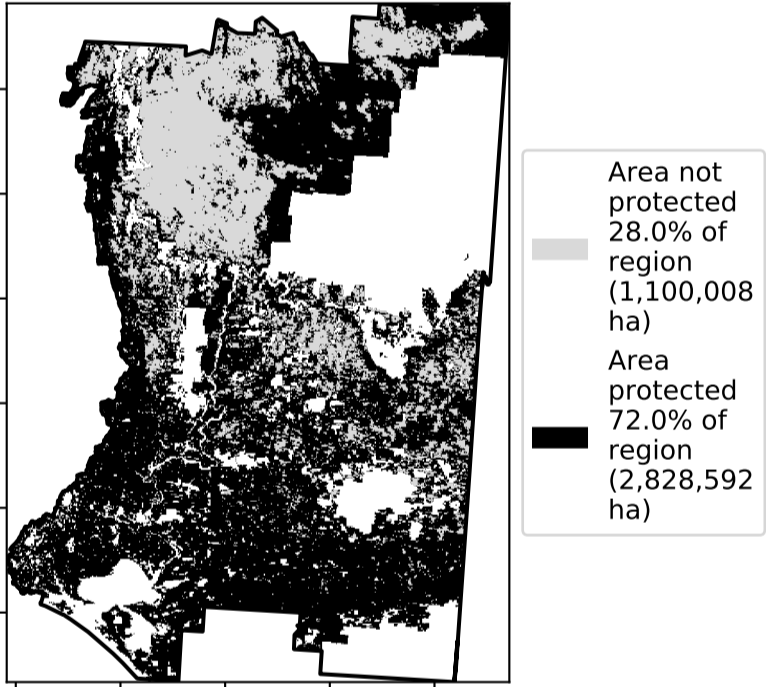 Area not
protected
28.0% of
region
(1,100,008
ha)
Area
protected
72.0% of
region
(2,828,592
ha)